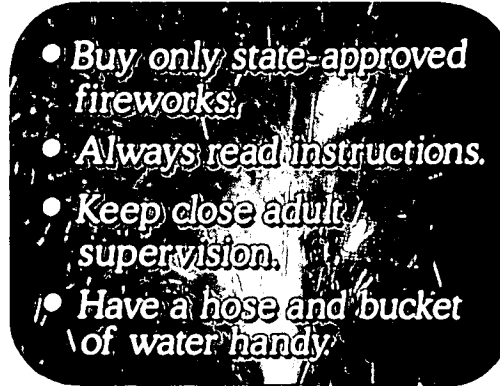 • Buy only state-approved
fireworks.
• Always read instructions.
• Keep close adult
supervision.
• Have a hose and bucket
of water handy.